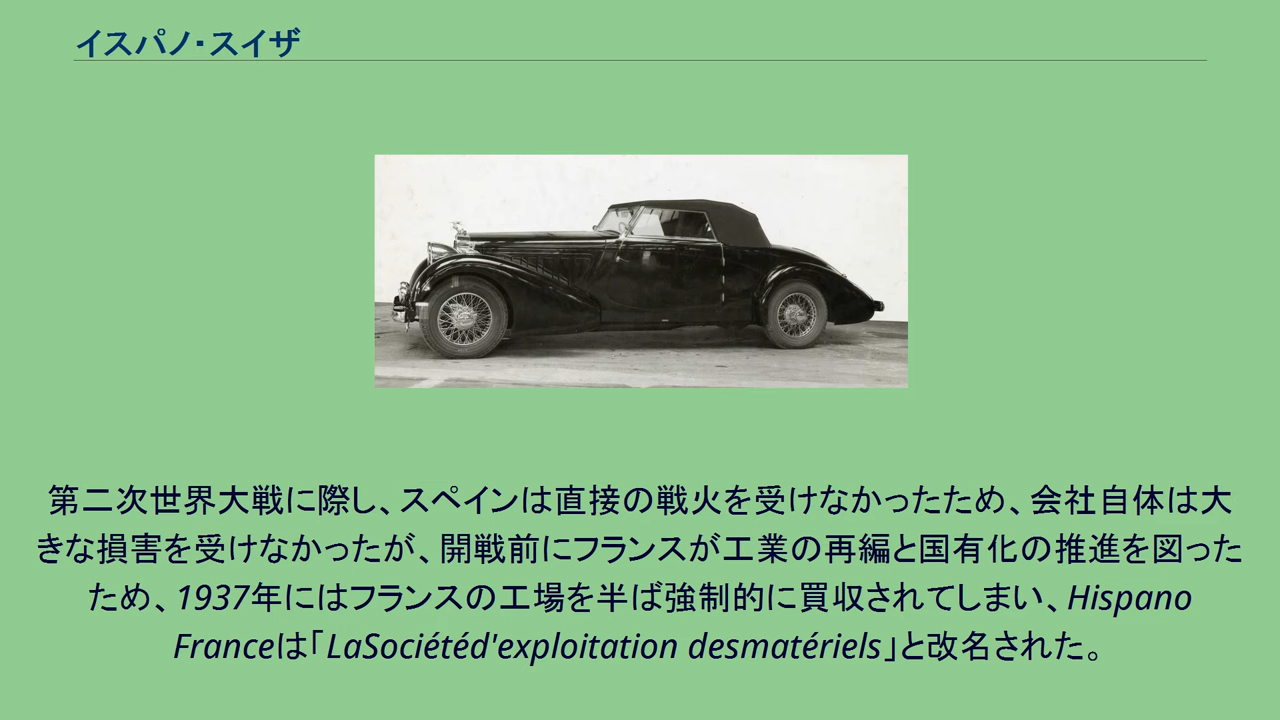 イスパノ・スイザ
第二次世界大戦に際し、スペインは直接の戦火を受けなかったため、会社自体は大
きな損害を受けなかったが、開戦前にフランスが工業の再編と国有化の推進を図った
ため、1937年にはフランスの工場を半ば強制的に買収されてしまい、Hispano
Franceは「LaSociétéd'exploitation desmatériels」と改名された。